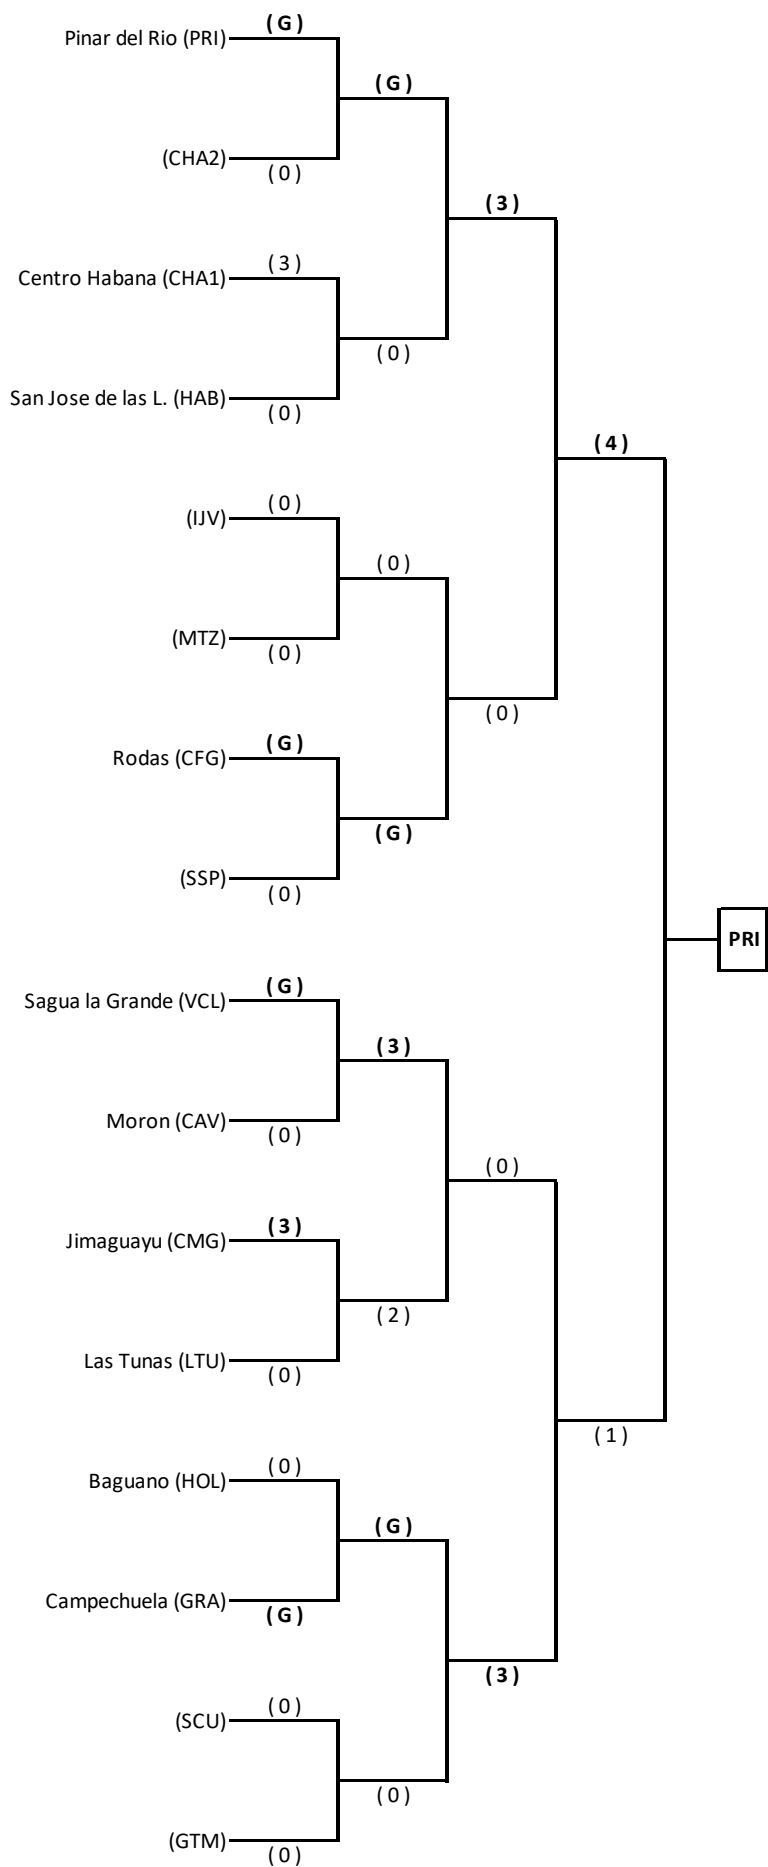 ( G )
Pinar del Rio (PRI)
( G )
(CHA2)
( 0 )
( 3 )
( 3 )
Centro Habana (CHA1)
( 0 )
San Jose de las L. (HAB)
( 0 )
( 4 )
( 0 )
(IJV)
( 0 )
(MTZ)
( 0 )
( 0 )
( G )
Rodas (CFG)
( G )
(SSP)
( 0 )
PRI
( G )
Sagua la Grande (VCL)
( 3 )
Moron (CAV)
( 0 )
( 0 )
( 3 )
Jimaguayu (CMG)
( 2 )
Las Tunas (LTU)
( 0 )
( 1 )
( 0 )
Baguano (HOL)
( G )
Campechuela (GRA)
( G )
( 3 )
( 0 )
(SCU)
( 0 )
(GTM)
( 0 )